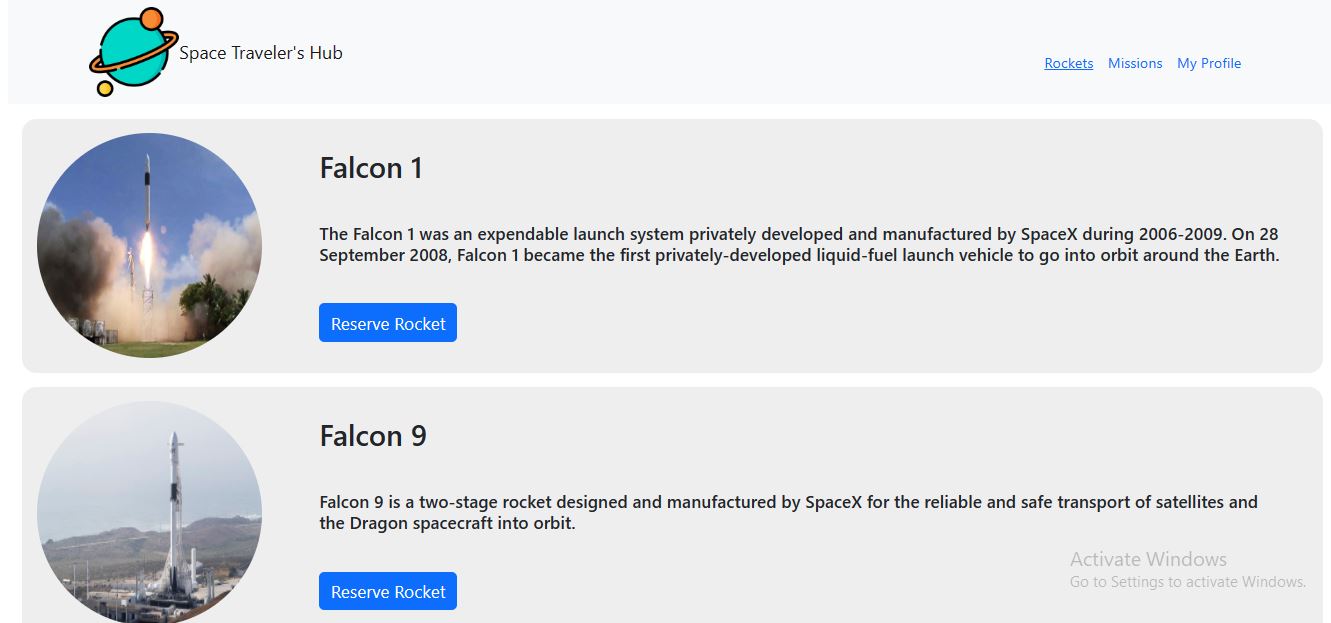 Space Traveler's Hub
Rockets Missions My Profile
Falcon 1
The Falcon 1 was an expendable launch system privately developed and manufactured by SpaceX during 2006-2009. On 28
September 2008, Falcon 1 became the first privately-developed liquid-fuel launch vehicle to go into orbit around the Earth.
Reserve Rocket
Falcon 9
Falcon 9 is a two-stage rocket designed and manufactured by SpaceX for the reliable and safe transport of satellites and
the Dragon spacecraft into orbit.
Reserve Rocket
Activate Windows
Go to Settings to activate Windows.